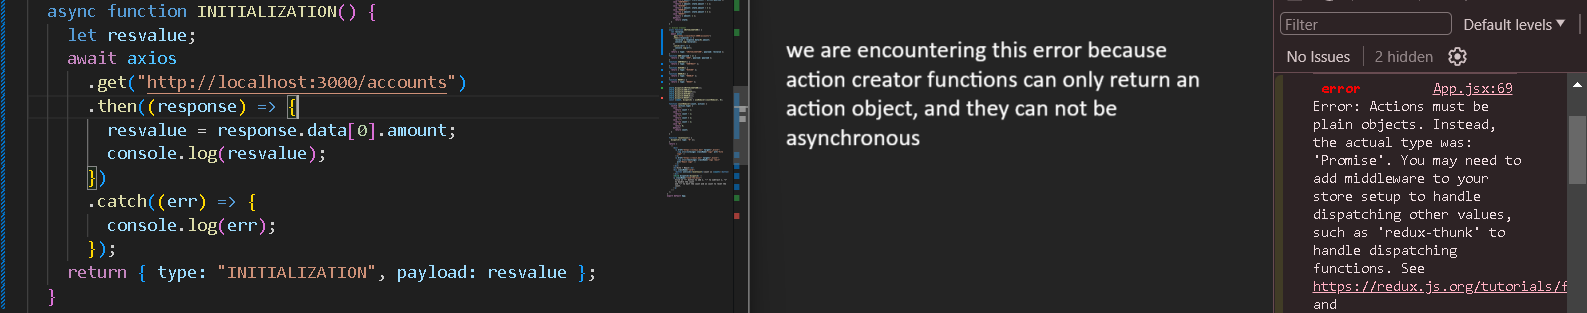 async function INITIALIZATION() {
let resvalue;
await axios
.get("http://localhost:3000/accounts")
.then((response) => {
resvalue = response.data[0].amount;
console.log(resvalue);
})
.catch((err) => {
console.log(err);
});
return { type: "INITIALIZATION", payload: resvalue };
}
we are encountering this error because
action creator functions can only return an
action object, and they can not be
asynchronous
Filter
Default levels
No Issues
2 hidden
error App.jsx:69
Error: Actions must be
plain objects. Instead,
the actual type was:
'Promise'. You may need to
add middleware to your
store setup to handle
dispatching other values,
such as 'redux-thunk' to
handle dispatching
functions. See
https://redux.js.org/tutorials/f
and